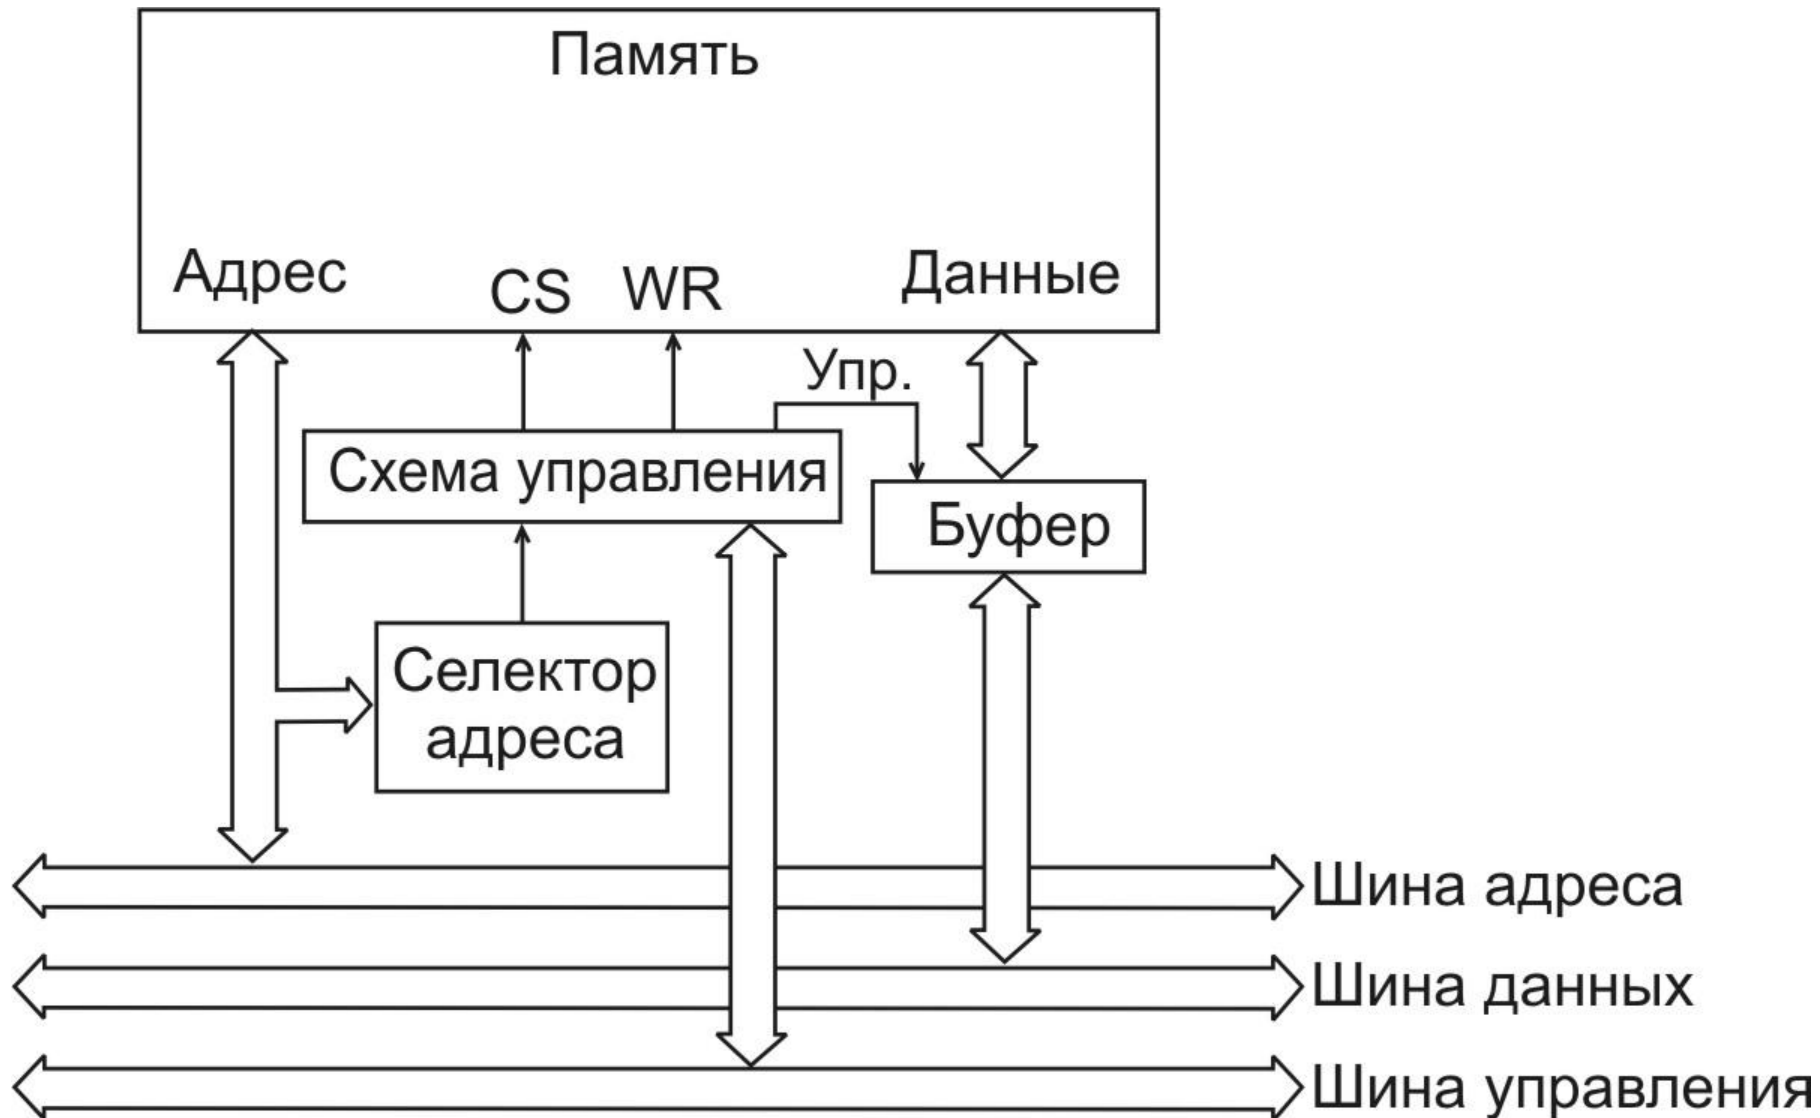 Память
Адрес
CS
WR
Данные
Упр.
Схема управления
Буфер
Селектор
адреса
Шина адреса
Шина данных
Шина управления